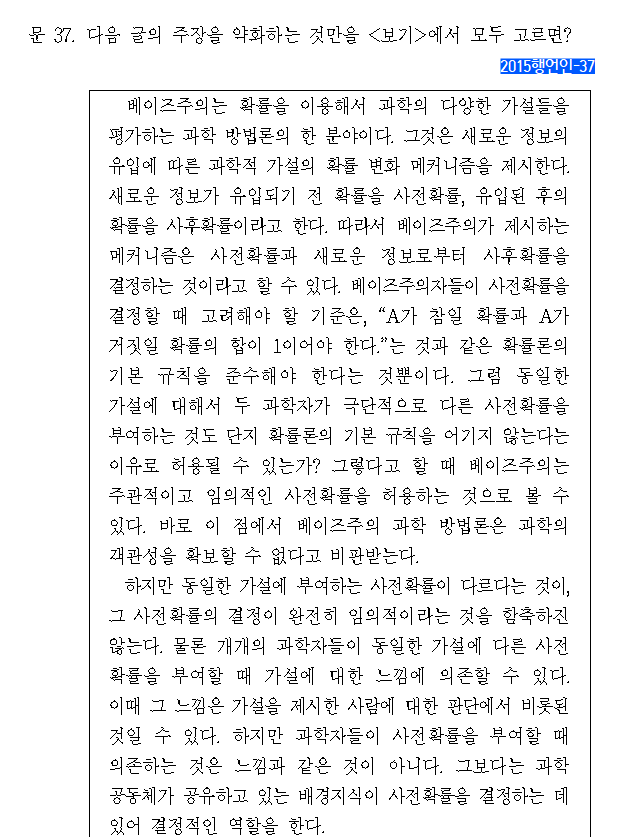 문 37. 다음 글의 주장을 약화하는 것만을 <보기>에서 모두 고르면?
2015행언인-37
베이즈주의는 확률을 이용해서 과학의 다양한 가설들을
평가하는 과학 방법론의 한 분야이다. 그것은 새로운 정보의
유입에 따른 과학적 가설의 확률 변화 메커니즘을 제시한다.
새로운 정보가 유입되기 전 확률을 사전확률, 유입된 후의
확률을 사후확률이라고 한다. 따라서 베이즈주의가 제시하는
메커니즘은 사전확률과 새로운 정보로부터 사후확률을
결정하는 것이라고 할 수 있다. 베이즈주의자들이 사전확률을
결정할 때 고려해야 할 기준은, “A가 참일 확률과 A가
거짓일 확률의 합이 1이어야 한다.”는 것과 같은 확률론의
기본 규칙을 준수해야 한다는 것뿐이다. 그럼 동일한
가설에 대해서 두 과학자가 극단적으로 다른 사전확률을
부여하는 것도 단지 확률론의 기본 규칙을 어기지 않는다는
이유로 허용될 수 있는가? 그렇다고 할 때 베이즈주의는
주관적이고 임의적인 사전확률을 허용하는 것으로 볼 수
있다. 바로 이 점에서 베이즈주의 과학 방법론은 과학의
객관성을 확보할 수 없다고 비판받는다.
하지만 동일한 가설에 부여하는 사전확률이 다르다는 것이,
그 사전확률의 결정이 완전히 임의적이라는 것을 함축하진
않는다. 물론 개개의 과학자들이 동일한 가설에 다른 사전
확률을 부여할 때 가설에 대한 느낌에 의존할 수 있다.
이때 그 느낌은 가설을 제시한 사람에 대한 판단에서 비롯된
것일 수 있다. 하지만 과학자들이 사전확률을 부여할 때
의존하는 것은 느낌과 같은 것이 아니다. 그보다는 과학
공동체가 공유하고 있는 배경지식이 사전확률을 결정하는 데
있어 결정적인 역할을 한다.